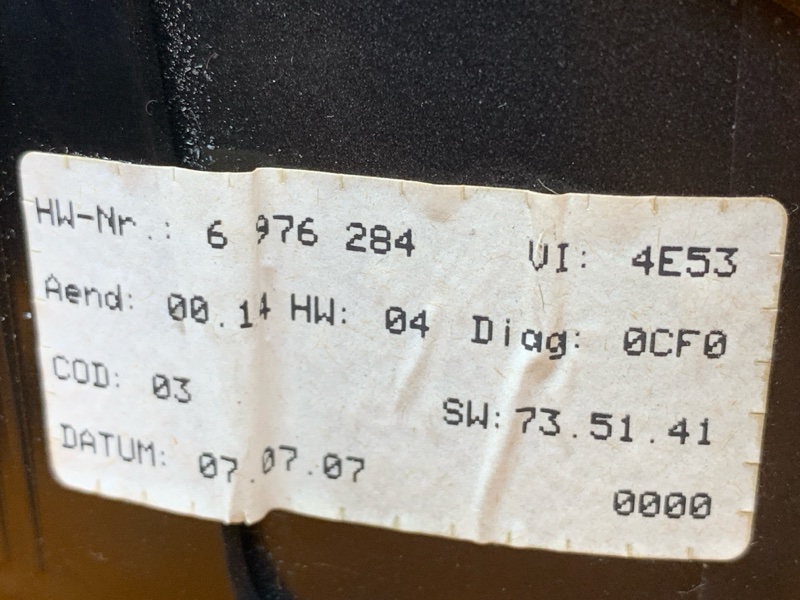 HW-Nr.: 6 976 284 VI: 4E53
Aend: 00.14 HW: 04 Diag: 0CF0
COD: 03 SW: 73.51.41
DATUM: 07.07.07 0000